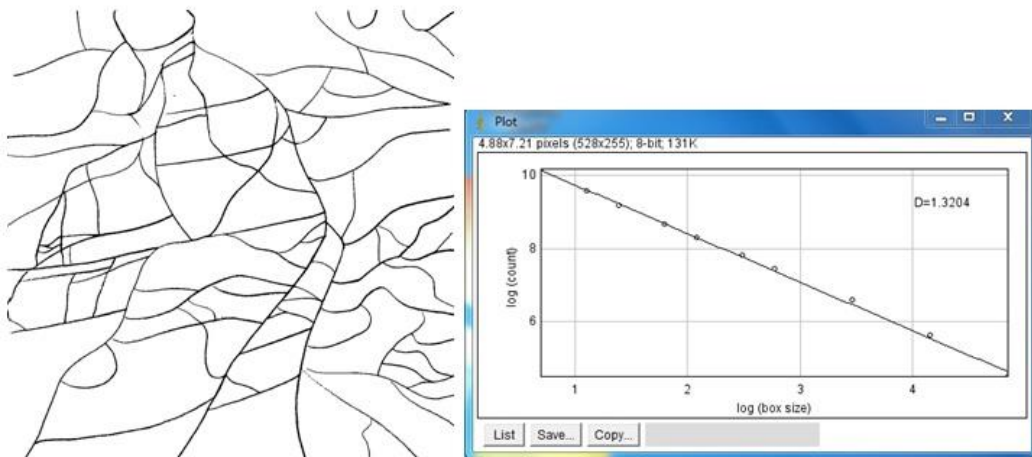 Plot
4.88x7.21 pixels (528x255); 8-bit; 131K
10
D=1.3204
8
6
log (count)
1 2 3 4
log (box size)
List Save... Copy...